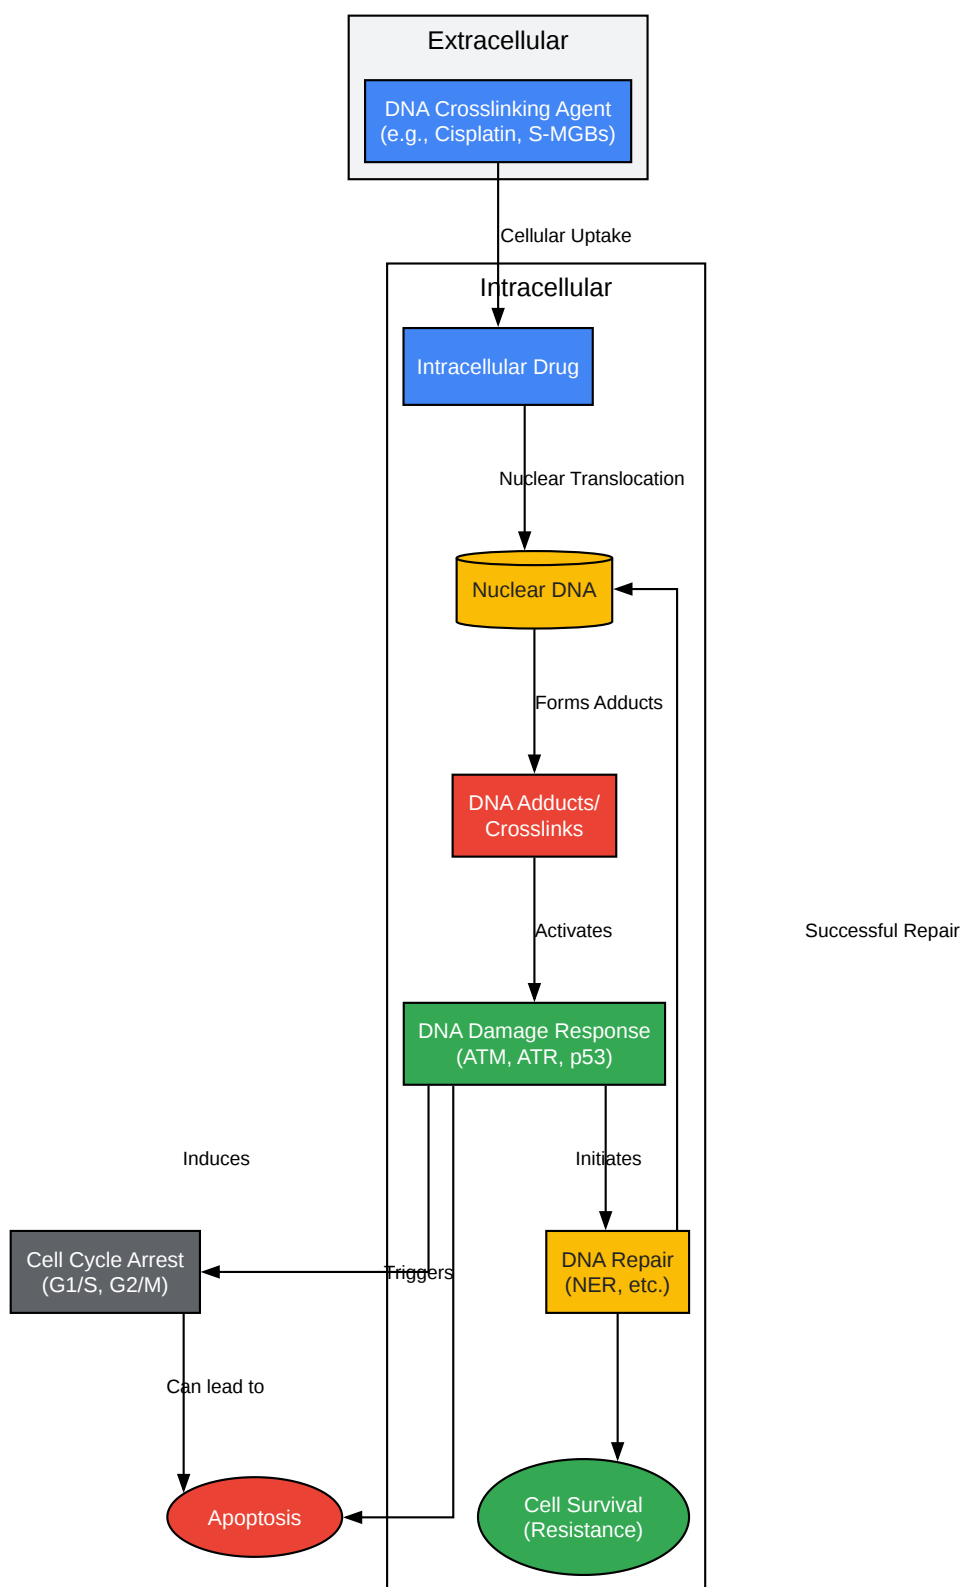 Extracellular
DNA Crosslinking Agent
(e.g., Cisplatin, S-MGBs)
Cellular Uptake
Intracellular
Intracellular Drug
Nuclear Translocation
Nuclear DNA
Forms Adducts
DNA Adducts/
Crosslinks
Activates
Successful Repair
DNA Damage Response
(ATM, ATR, p53)
Induces
Initiates
Cell Cycle Arrest
(G1/S, G2/M)
Triggers
DNA Repair
(NER, etc.)
Can lead to
Apoptosis
Cell Survival
(Resistance)